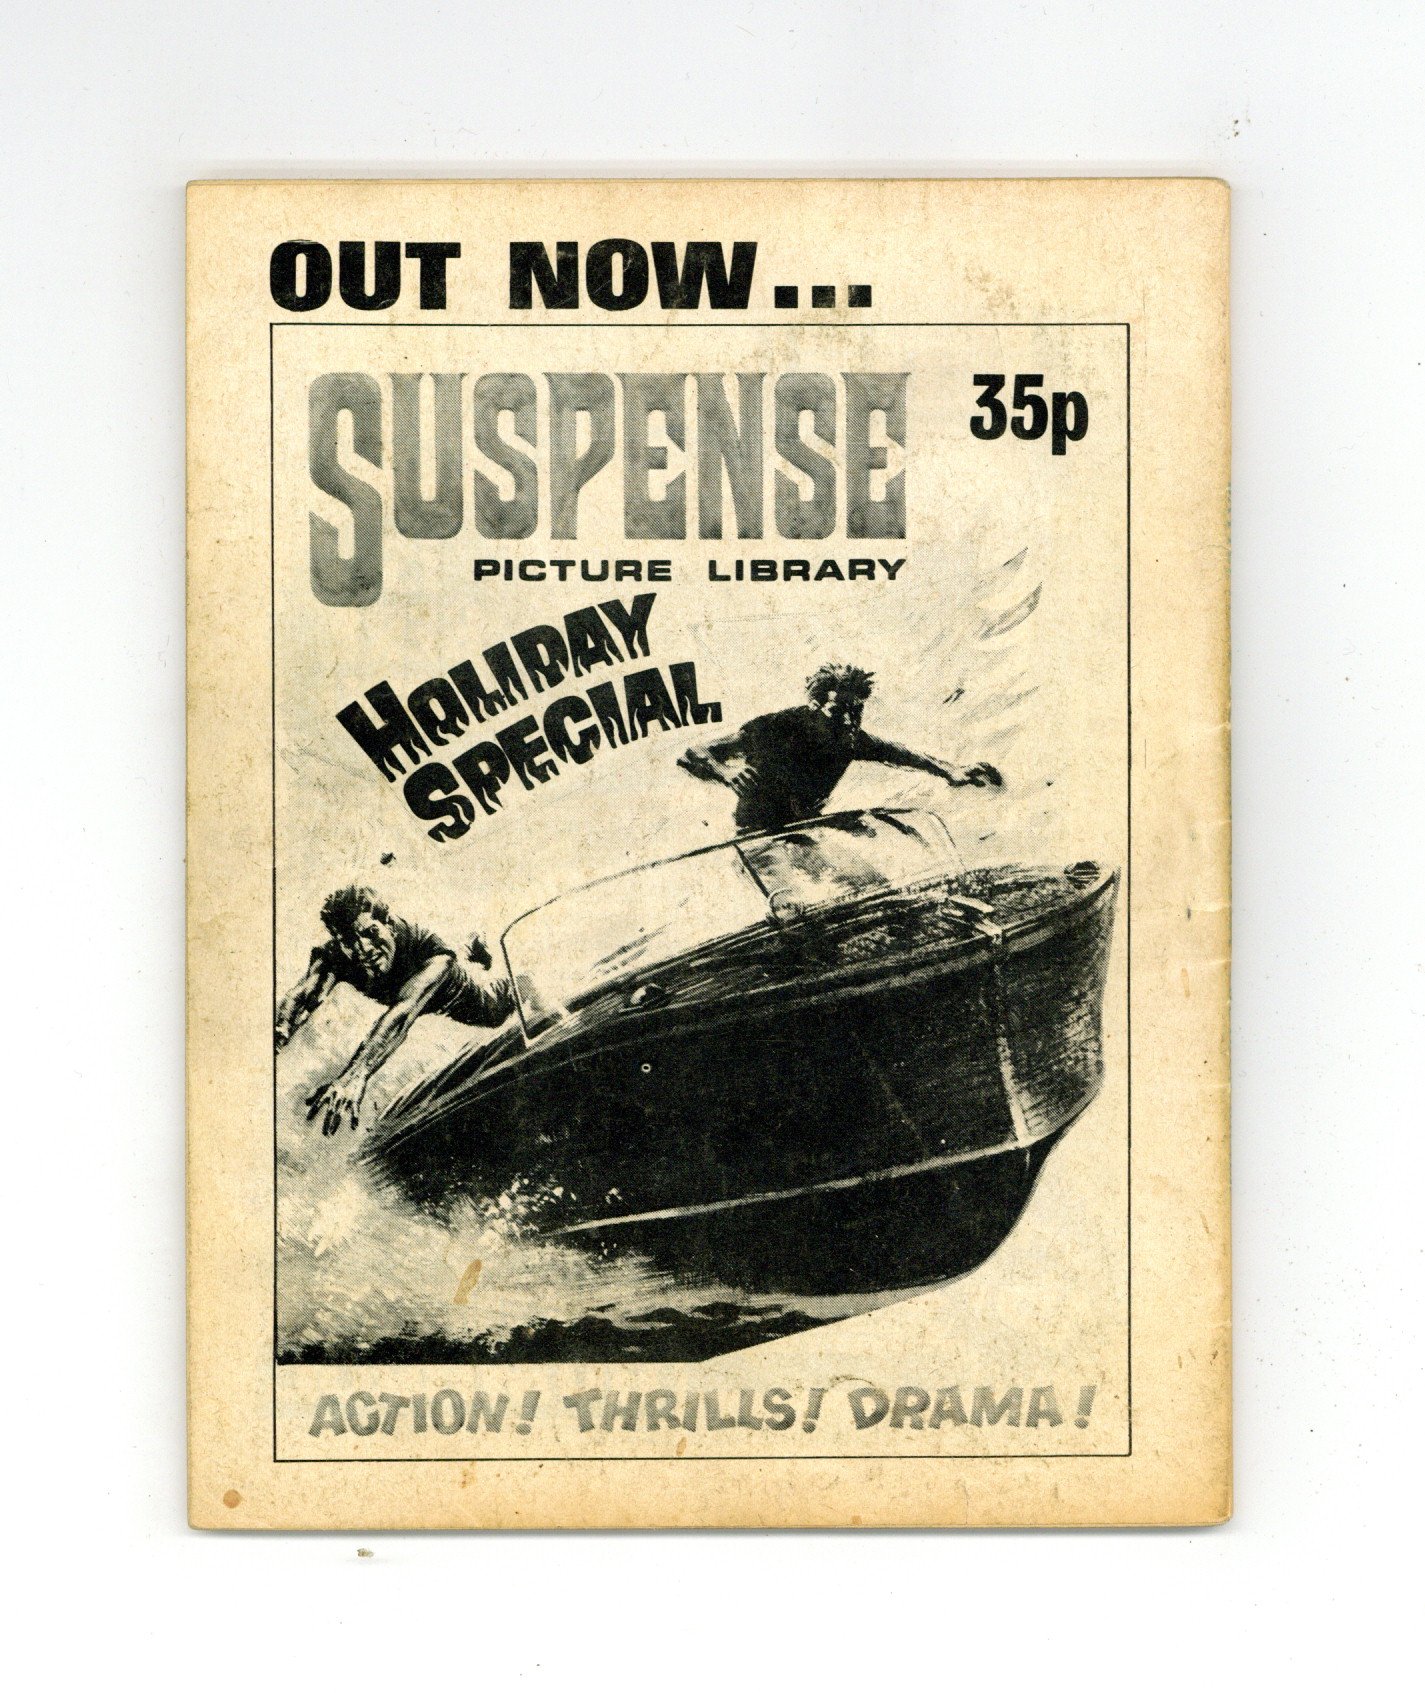 OUT NOW...
SUSPENSE
35p
PICTURE LIBRARY
HOLIDAY
SPECIAL
ACTION! THRILLS! DRAMA!